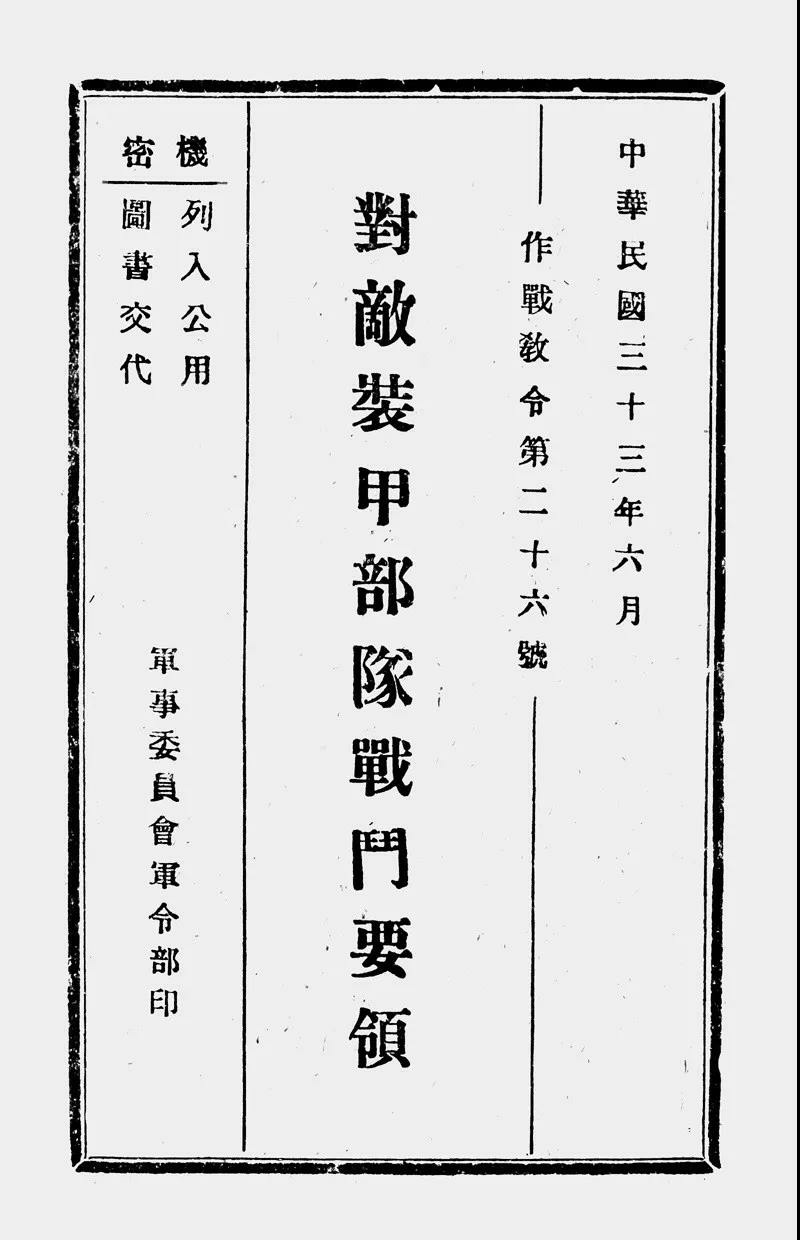 中華民國三十三年六月
作戰教令第二十六號
對敵裝甲部隊戰鬥要領
機密
列入公用
圖書交代
軍事委員會軍令部印